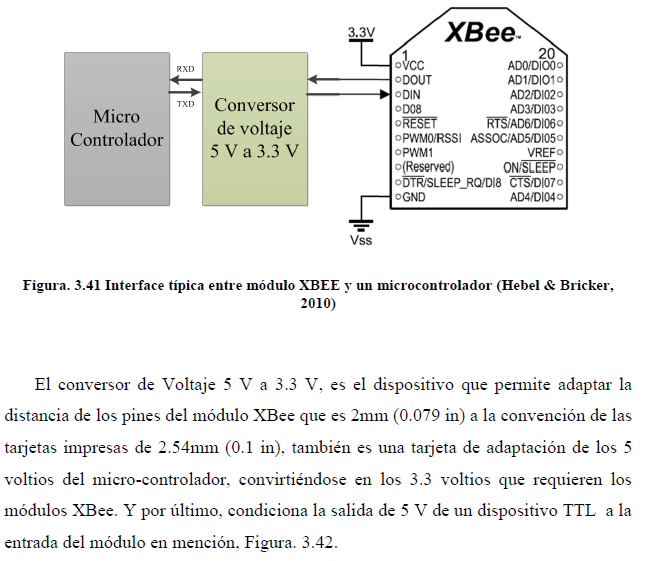 3.3V
XBee™
1
20
VCC
AD0/DIO0
DOUT
AD1/DIO1
DIN
AD2/DIO2
DO8
AD3/DIO3
RESET
RTS/AD6/DIO6
PWM0/RSSI
ASSOC/AD5/DIO5
PWM1
VREF
(Reserved)
ON/SLEEP
DTR/SLEEP_RQ/DI8
CTS/DIO7
GND
AD4/DIO4
Vss
RXD
TXD
Micro
Controlador
Conversor
de voltaje
5 V a 3.3 V
Figura. 3.41 Interface típica entre módulo XBEE y un microcontrolador (Hebel & Bricker,
2010)
El conversor de Voltaje 5 V a 3.3 V, es el dispositivo que permite adaptar la
distancia de los pines del módulo XBee que es 2mm (0.079 in) a la convención de las
tarjetas impresas de 2.54mm (0.1 in), también es una tarjeta de adaptación de los 5
voltios del micro-controlador, convirtiéndose en los 3.3 voltios que requieren los
módulos XBee. Y por último, condiciona la salida de 5 V de un dispositivo TTL a la
entrada del módulo en mención, Figura. 3.42.